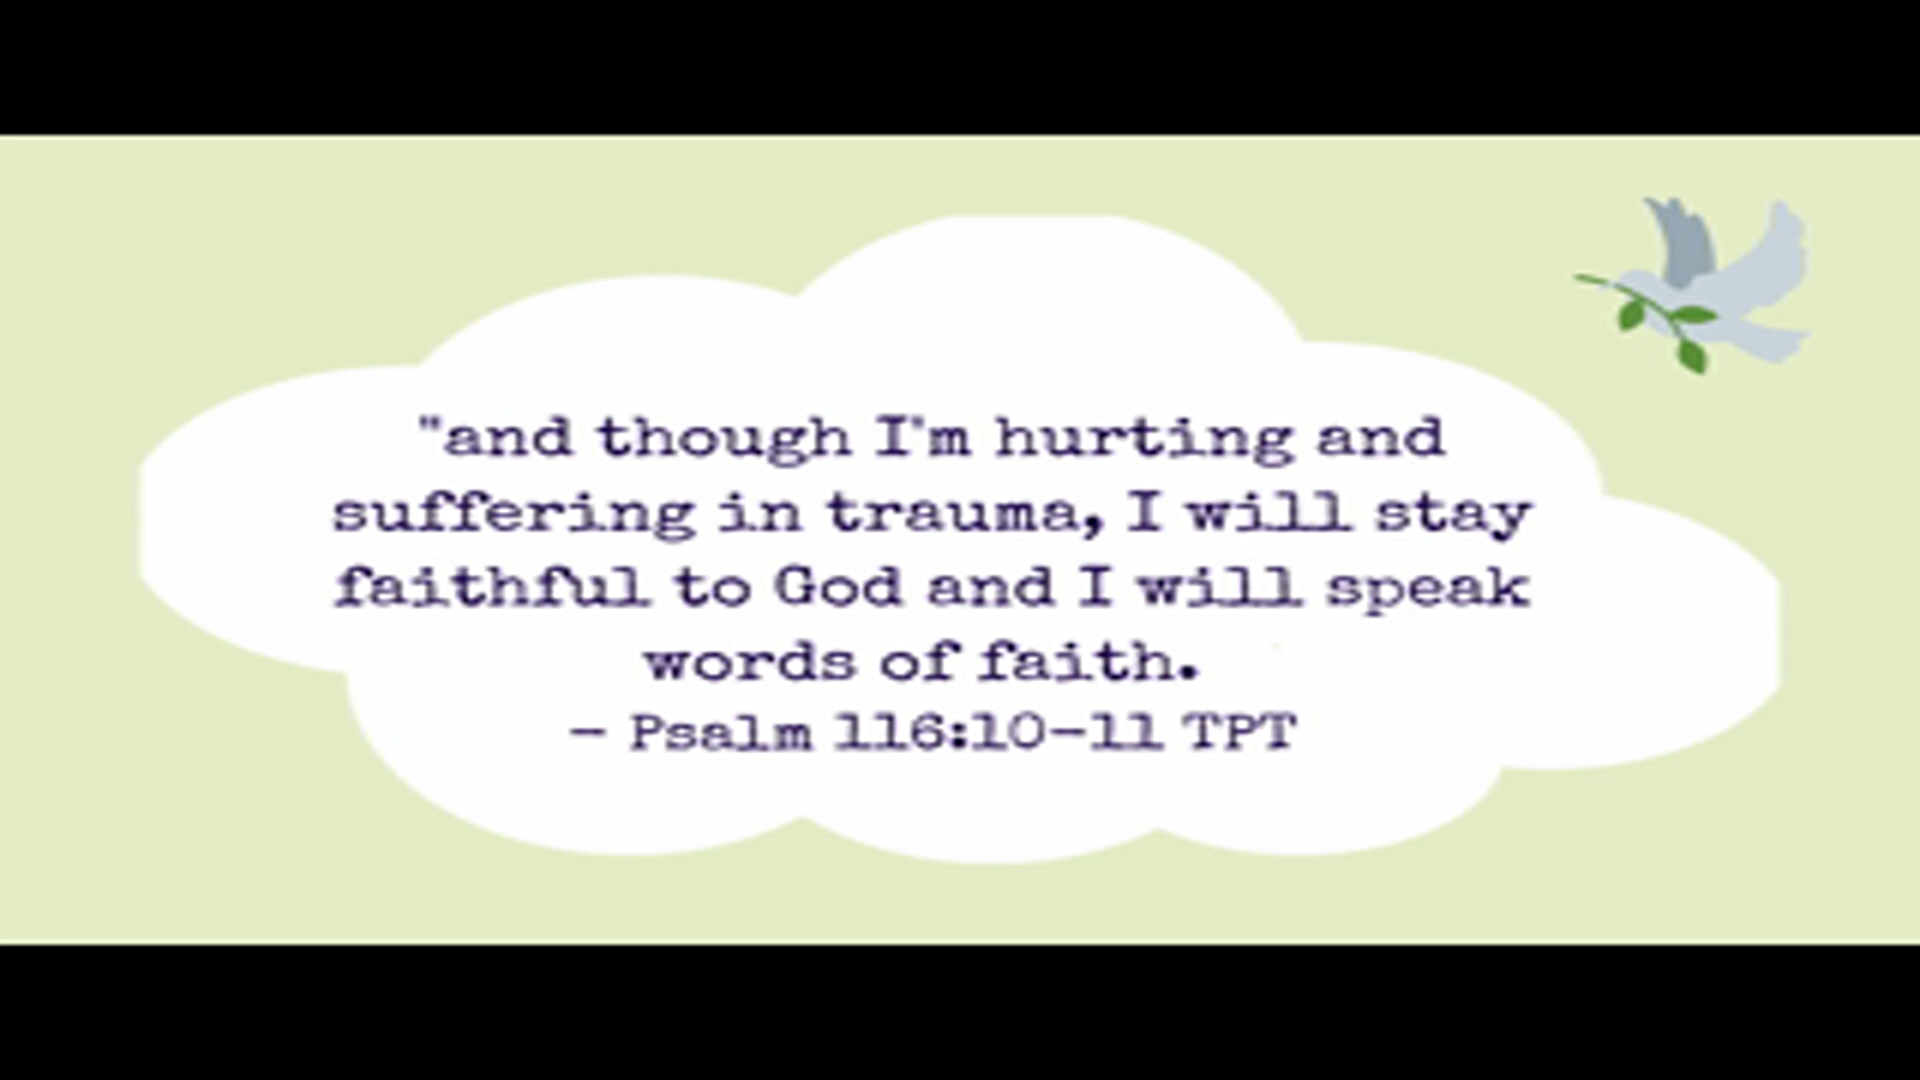 "and though I'm hurting and
suffering in trauma, I will stay
faithful to God and I will speak
words of faith.
- Psalm 116:10-11 TPT